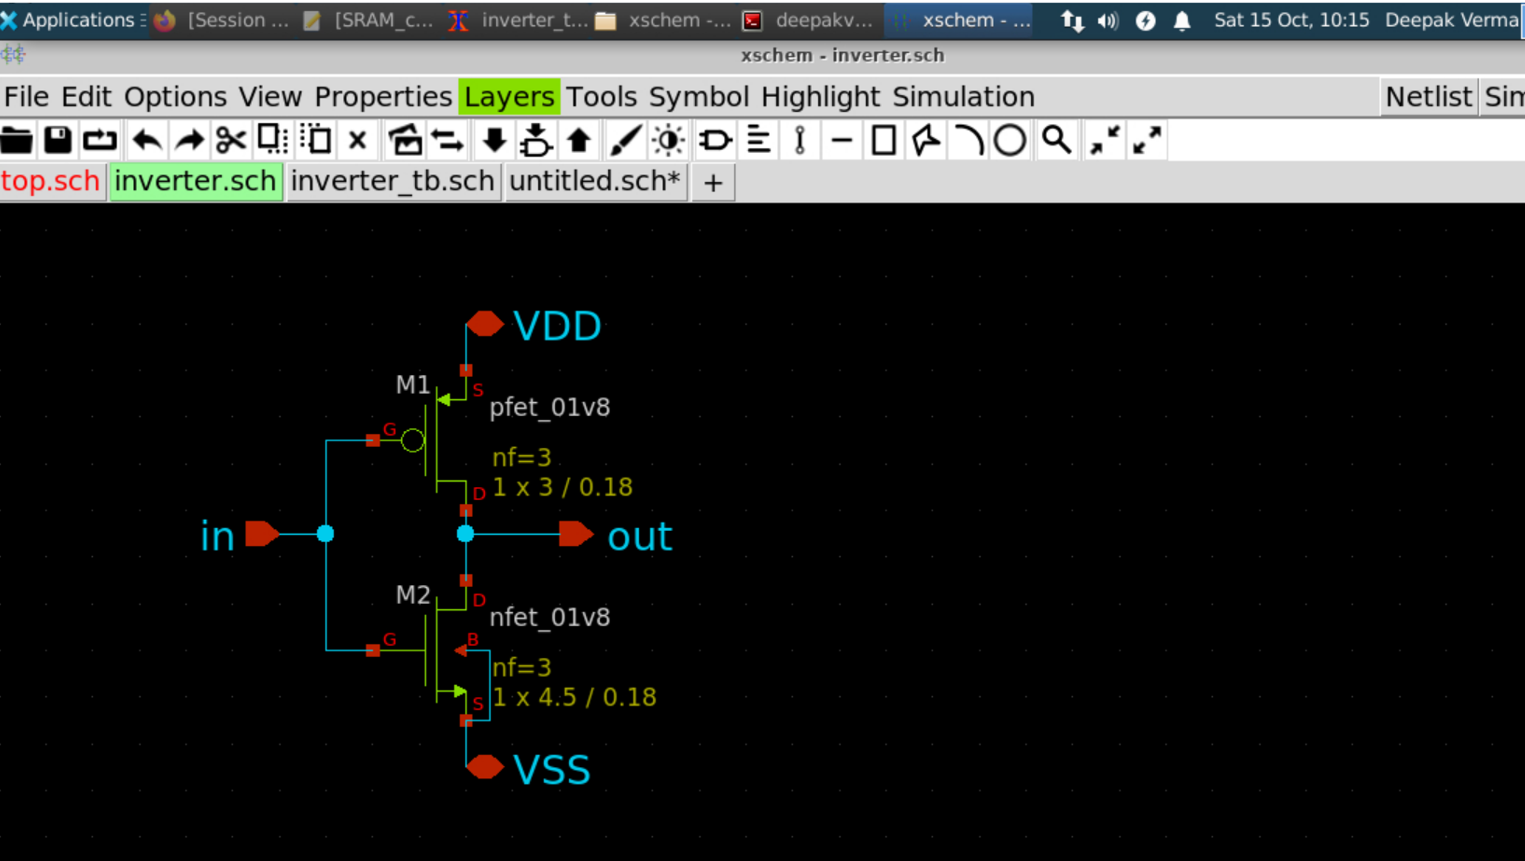 Applications [Session ... [SRAM_c... inverter_t... xschem -... deepakv... xschem - ... Sat 15 Oct, 10:15 Deepak Verma
xschem - inverter.sch
File Edit Options View Properties Layers Tools Symbol Highlight Simulation Netlist Sim
top.sch inverter.sch inverter_tb.sch untitled.sch* +
VDD
M1
S
pfet_01v8
G
nf=3
D
1 x 3 / 0.18
in
out
M2
D
nfet_01v8
G
B
nf=3
S
1 x 4.5 / 0.18
VSS